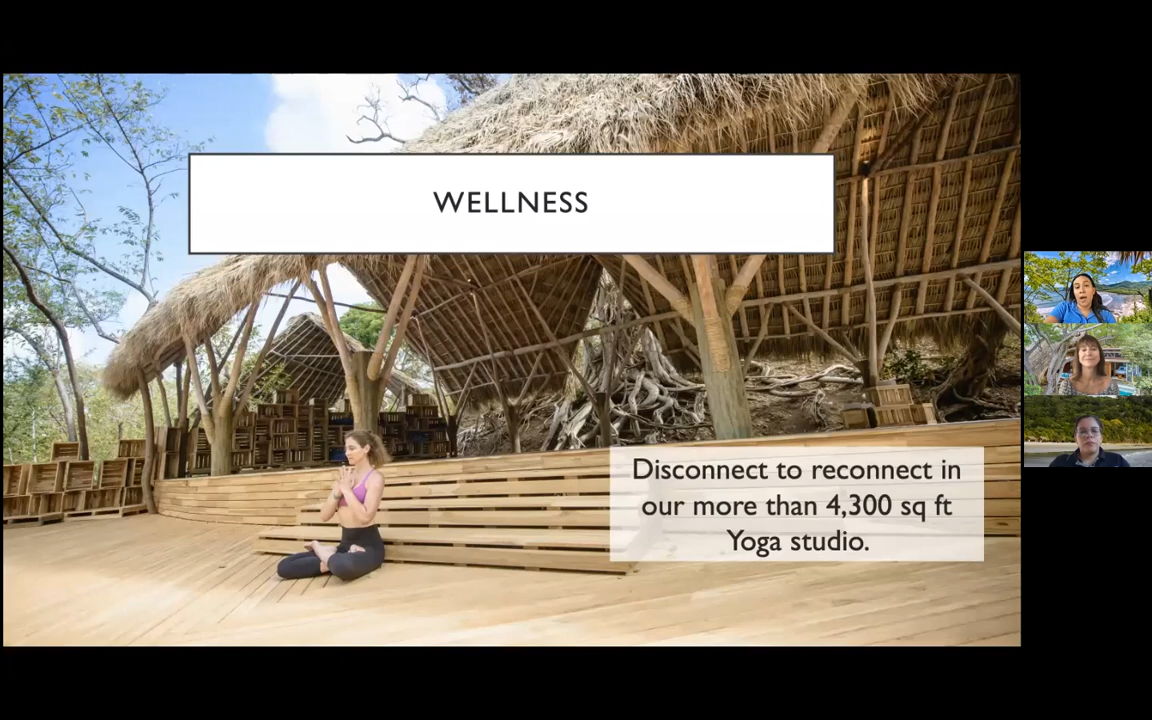 WELLNESS
Disconnect to reconnect in
our more than 4,300 sq ft
Yoga studio.